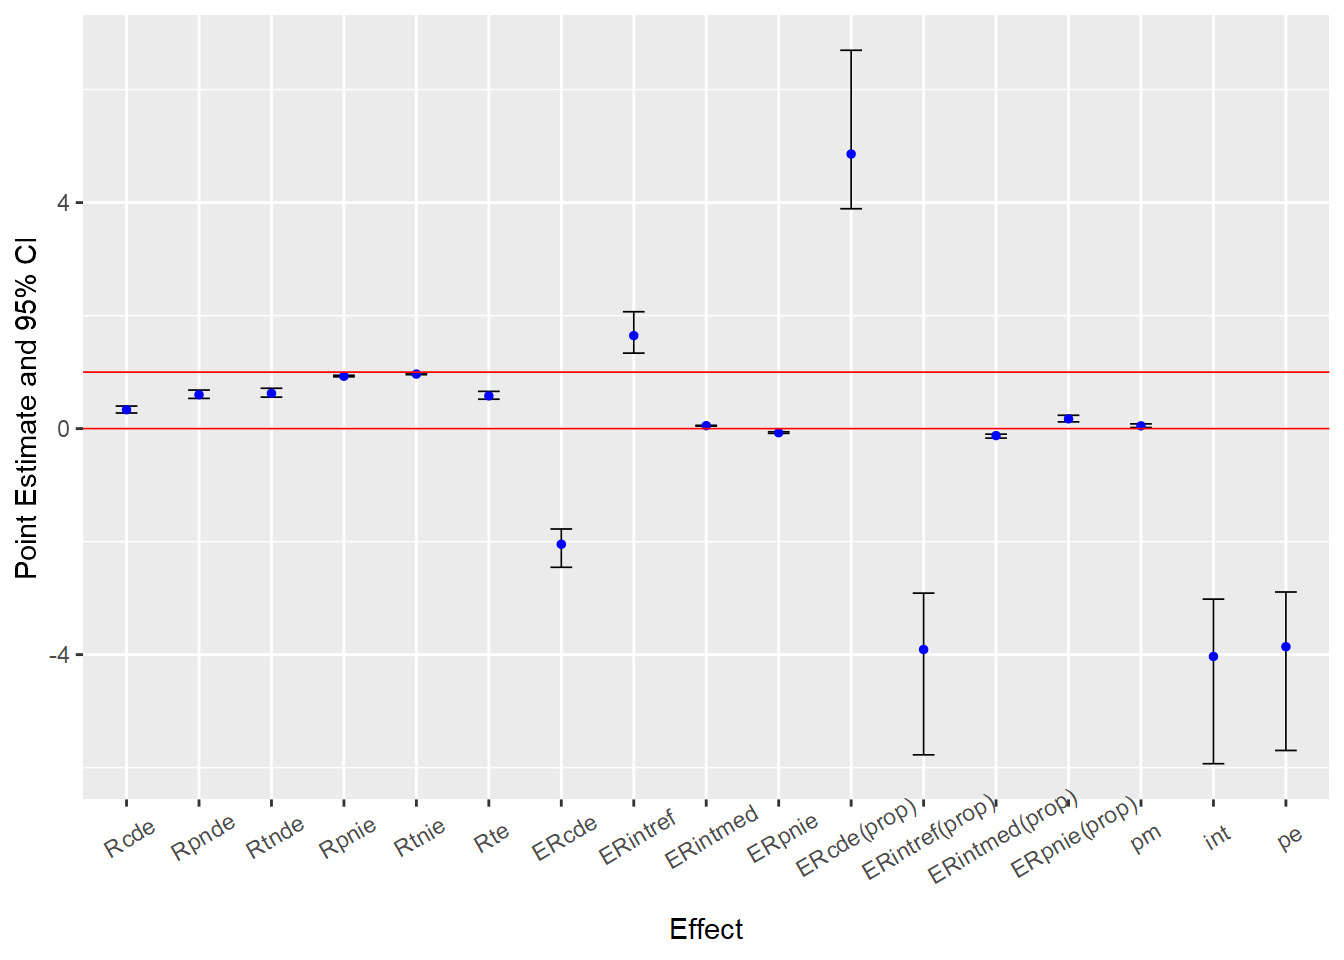 Point Estimate and 95% CI
4
0
-4
Rcde
Rpnde
Rtnde
Rpnie
Rtnie
Rte
ERcde
ERintref
ERintmed
ERpnie
ERcde(prop)
ERintref(prop)
ERintmed(prop)
ERpnie(prop)
pm
int
pe
Effect